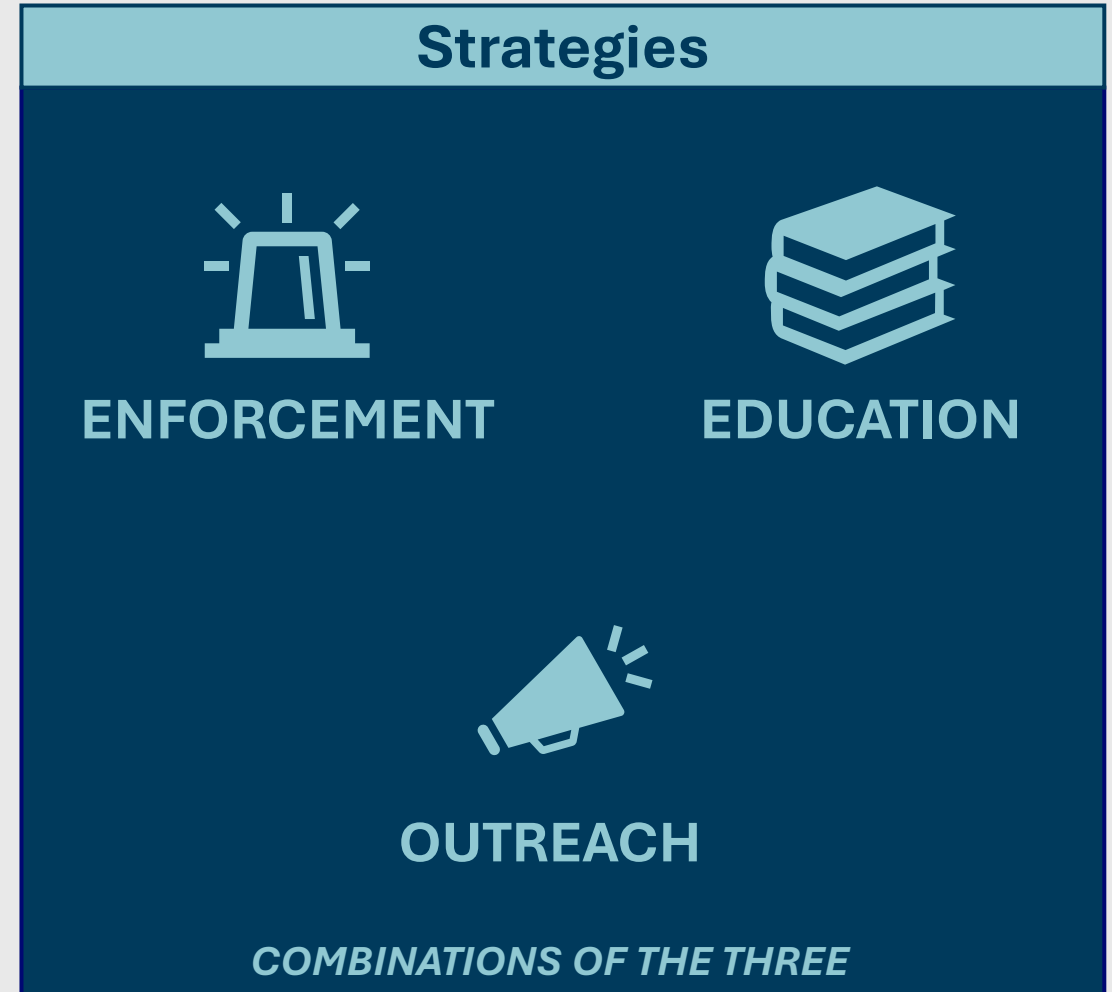 Strategies
ENFORCEMENT
EDUCATION
OUTREACH
COMBINATIONS OF THE THREE